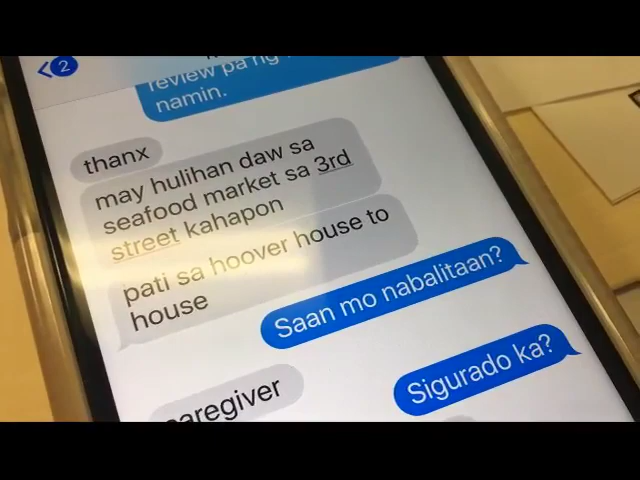 2
review pa ng
namin.
thanx
may hulihan daw sa
seafood market sa 3rd
street kahapon
pati sa hoover house to
house
Saan mo nabalitaan?
Sigurado ka?